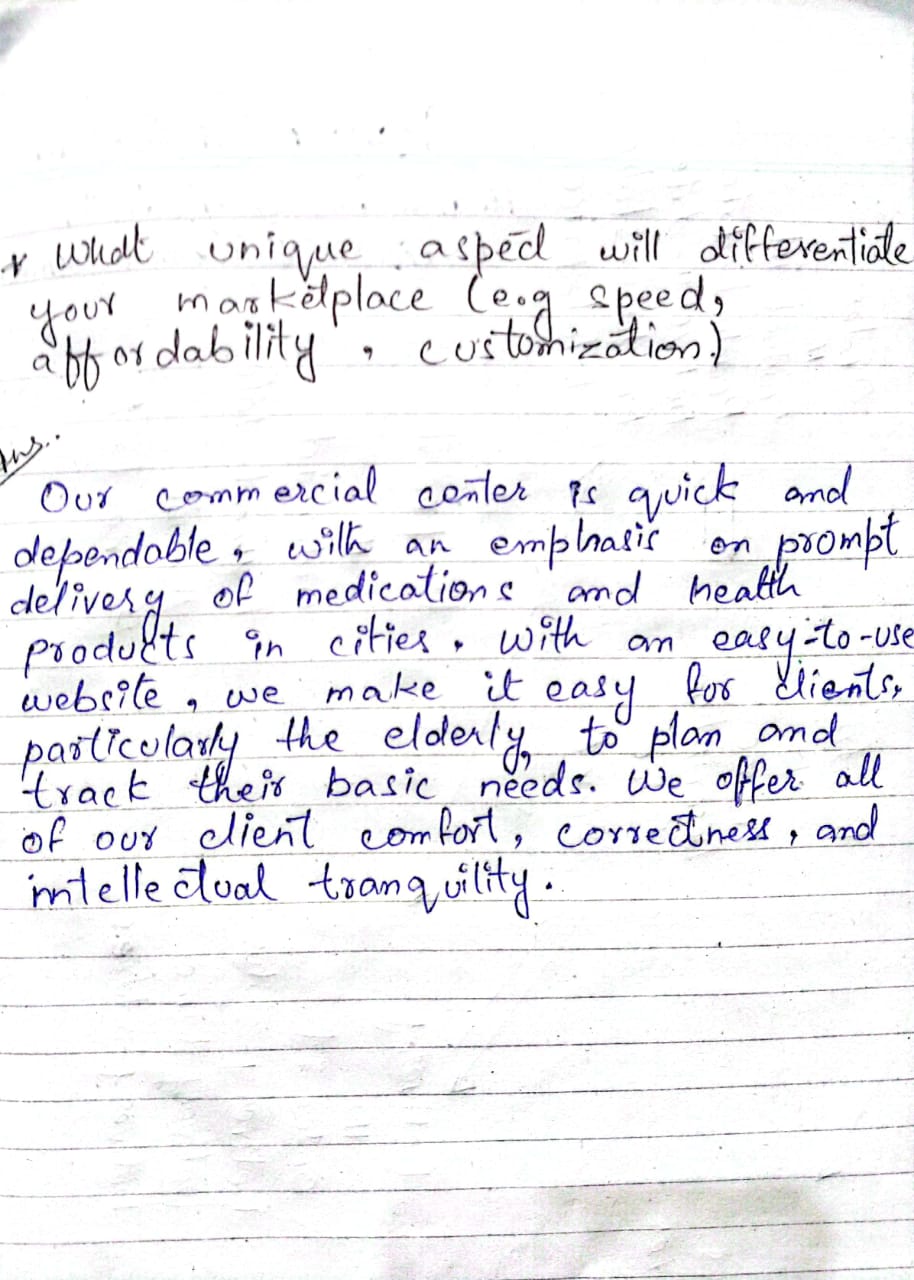 * What unique aspect will differentiate
your marketplace (e.g speed,
affordability, customization)
Ans..
Our commercial center is quick and
dependable, with an emphasis on prompt
delivery of medications and health
products in cities. With an easy-to-use
website, we make it easy for clients,
particularly the elderly, to plan and
track their basic needs. We offer all
of our client comfort, correctness, and
intellectual tranquility.